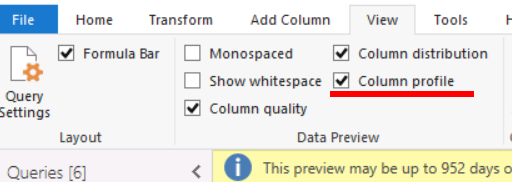 File Home Transform Add Column View Tools
Formula Bar Monospaced Column distribution
Show whitespace Column profile
Query
Settings
Column quality
Layout Data Preview
Queries [6] < This preview may be up to 952 days o